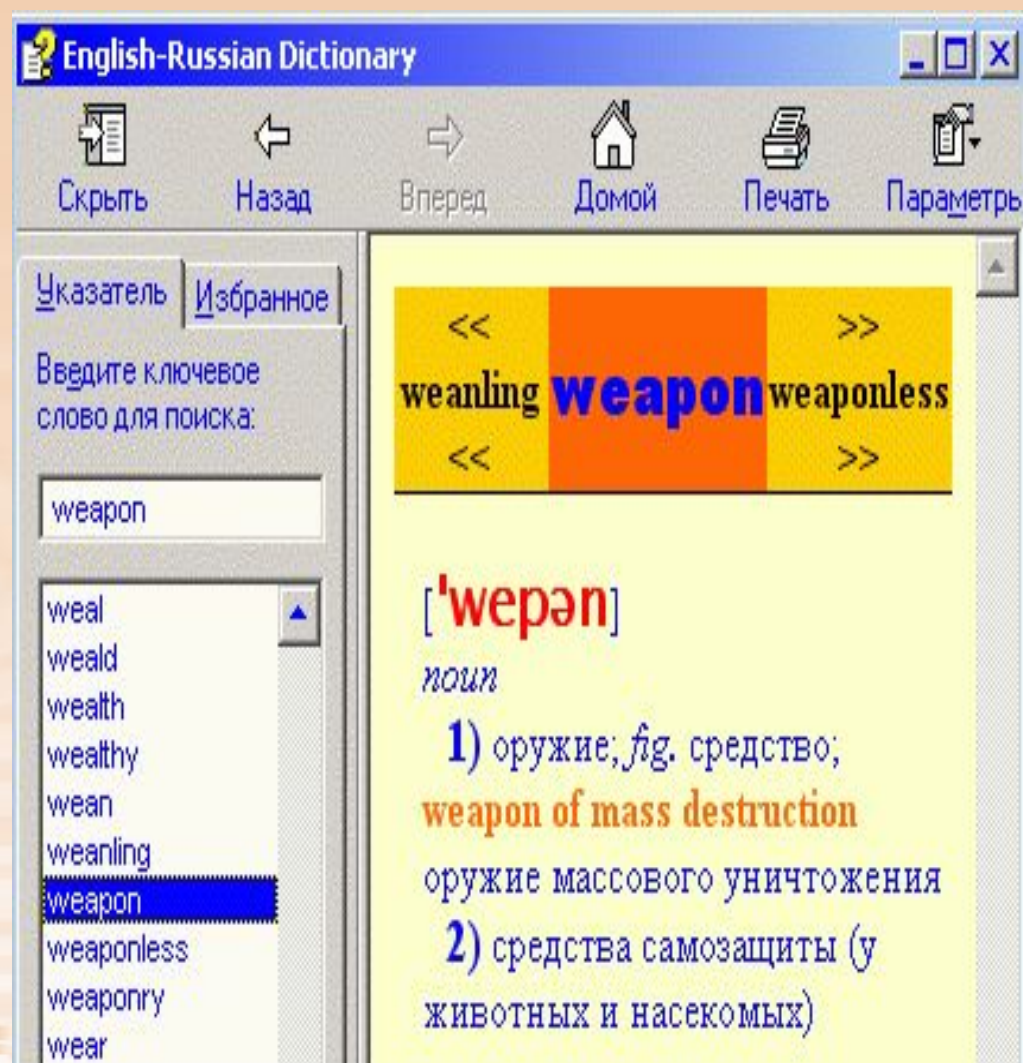 English-Russian Dictionary
Скрыть Назад Вперед Домой Печать Параметры
Указатель Избранное
Введите ключевое
слово для поиска:
weapon
weal
weald
wealth
wealthy
wean
weanling
weapon
weaponless
weaponry
wear
<< >>
weanling weapon weaponless
<< >>
['wepən]
noun
1) оружие; fig. средство;
weapon of mass destruction
оружие массового уничтожения
2) средства самозащиты (у
животных и насекомых)